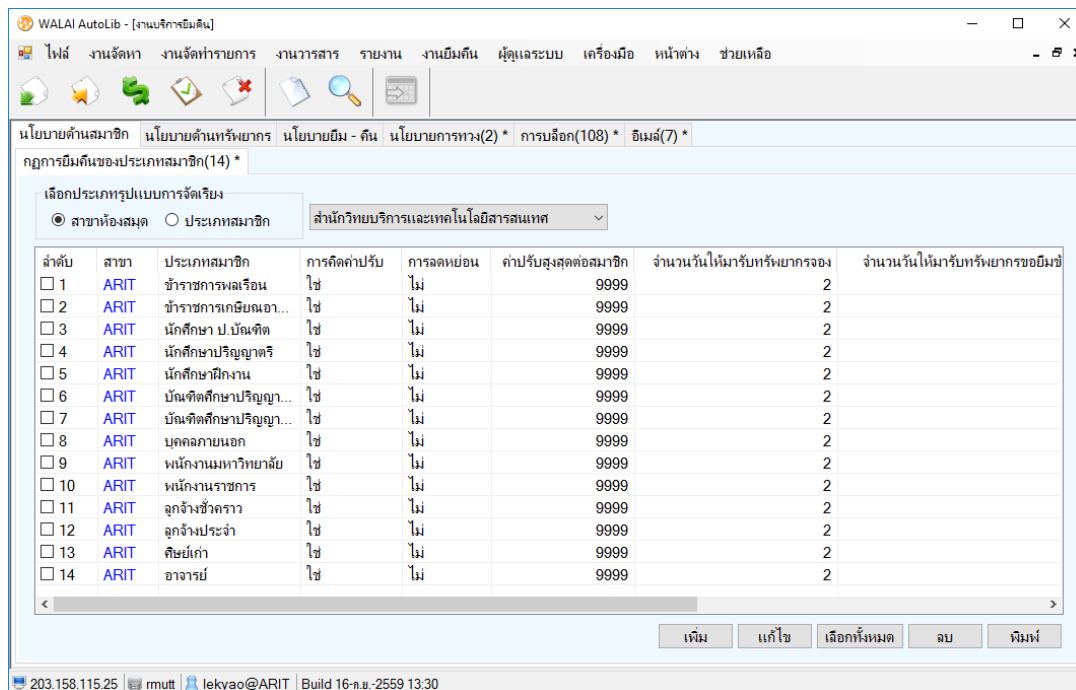 WALAI AutoLib - [งานบริการยืมคืน]
ไฟล์ งานจัดหา งานจัดทำรายการ งานวารสาร รายงาน งานยืมคืน ผู้ดูแลระบบ เครื่องมือ หน้าต่าง ช่วยเหลือ
นโยบายด้านสมาชิก นโยบายด้านทรัพยากร นโยบายยืม - คืน นโยบายการทวง(2) * การบล็อก(108) * อีเมล์(7) *
กฏการยืมคืนของประเภทสมาชิก(14) *
เลือกประเภทรูปแบบการจัดเรียง
สาขาห้องสมุด ประเภทสมาชิก สำนักวิทยบริการและเทคโนโลยีสารสนเทศ
ลำดับ สาขา ประเภทสมาชิก การคิดค่าปรับ การลดหย่อน ค่าปรับสูงสุดต่อสมาชิก จำนวนวันให้มารับทรัพยากรจอง จำนวนวันให้มารับทรัพยากรขอยืมข้
1 ARIT ข้าราชการพลเรือน ใช่ ไม่ 9999 2
2 ARIT ข้าราชการเกษียณอา... ใช่ ไม่ 9999 2
3 ARIT นักศึกษา ป.บัณฑิต ใช่ ไม่ 9999 2
4 ARIT นักศึกษาปริญญาตรี ใช่ ไม่ 9999 2
5 ARIT นักศึกษาฝึกงาน ใช่ ไม่ 9999 2
6 ARIT บัณฑิตศึกษาปริญญา... ใช่ ไม่ 9999 2
7 ARIT บัณฑิตศึกษาปริญญา... ใช่ ไม่ 9999 2
8 ARIT บุคคลภายนอก ใช่ ไม่ 9999 2
9 ARIT พนักงานมหาวิทยาลัย ใช่ ไม่ 9999 2
10 ARIT พนักงานราชการ ใช่ ไม่ 9999 2
11 ARIT ลูกจ้างชั่วคราว ใช่ ไม่ 9999 2
12 ARIT ลูกจ้างประจำ ใช่ ไม่ 9999 2
13 ARIT ศิษย์เก่า ใช่ ไม่ 9999 2
14 ARIT อาจารย์ ใช่ ไม่ 9999 2
เพิ่ม แก้ไข เลือกทั้งหมด ลบ พิมพ์
203.158.115.25 rmutt lekyao@ARIT Build 16-ก.ย.-2559 13:30